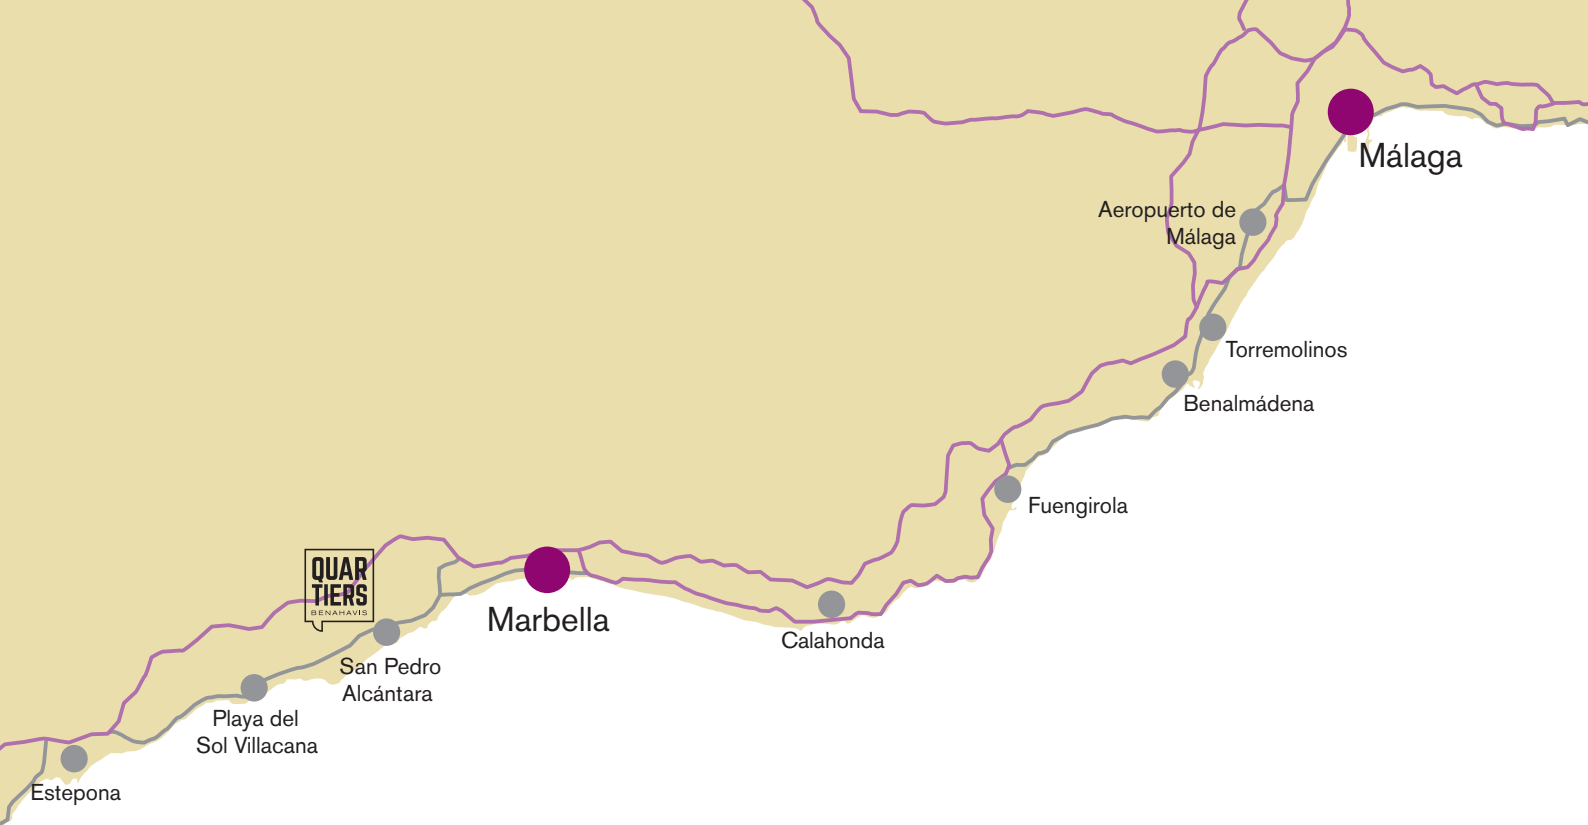 Málaga
Aeropuerto de
Málaga
Torremolinos
Benalmádena
Fuengirola
QUAR
TIERS
BENAHAVÍS
Marbella
Calahonda
San Pedro
Alcántara
Playa del
Sol Villacana
Estepona